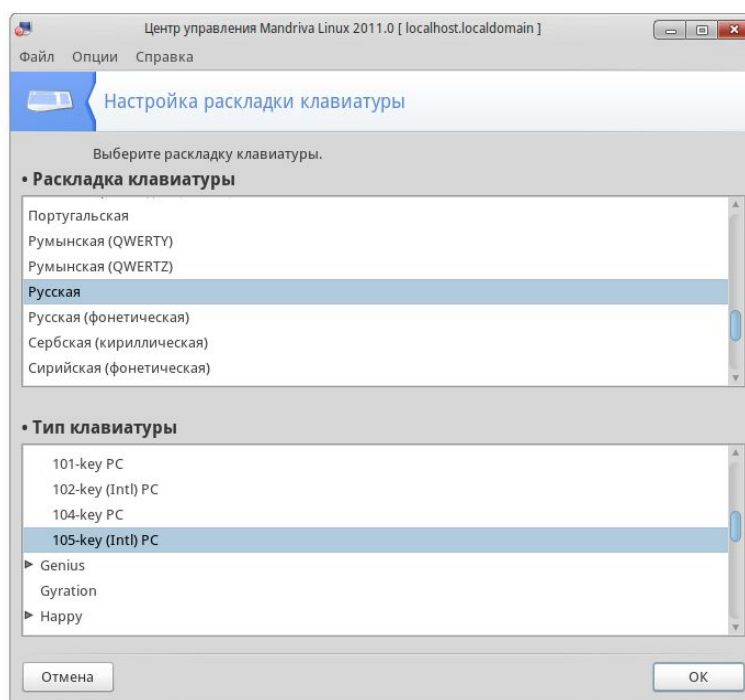 Центр управления Mandriva Linux 2011.0 [ localhost.localdomain ]
Файл Опции Справка
Настройка раскладки клавиатуры
Выберите раскладку клавиатуры.
• Раскладка клавиатуры
Португальская
Румынская (QWERTY)
Румынская (QWERTZ)
Русская
Русская (фонетическая)
Сербская (кириллическая)
Сирийская (фонетическая)
• Тип клавиатуры
101-key PC
102-key (Intl) PC
104-key PC
105-key (Intl) PC
Genius
Gyration
Happy
Отмена
ОК